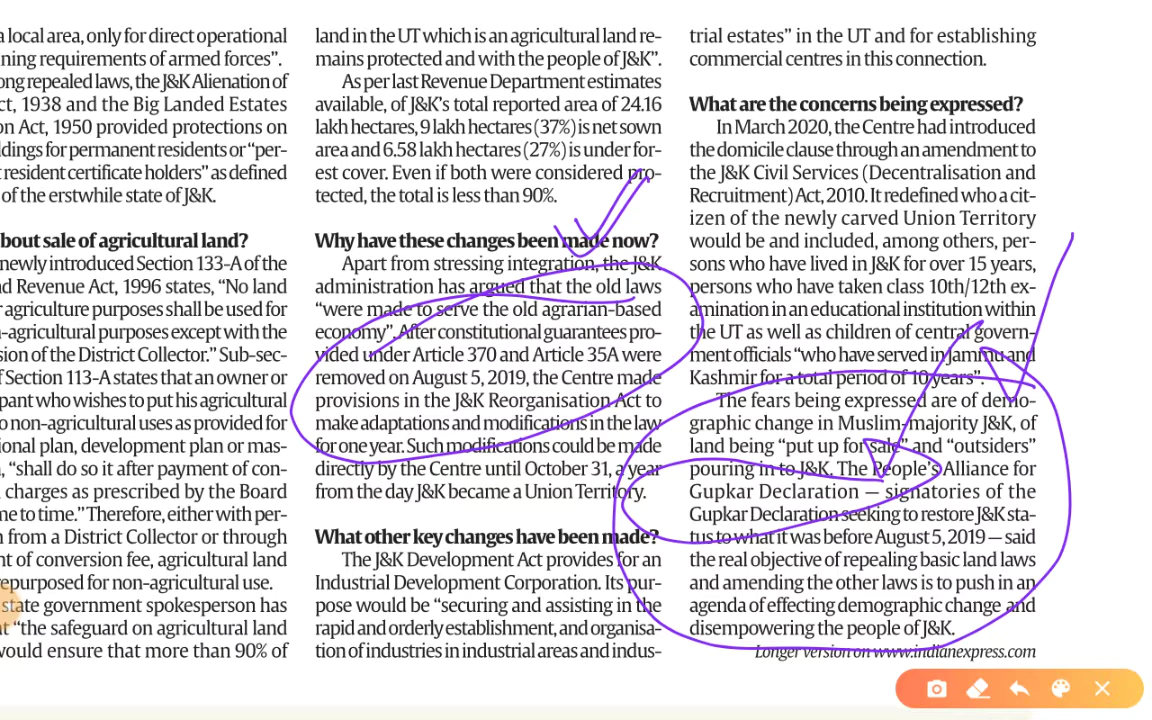 a local area, only for direct operational
ning requirements of armed forces”.
ong repealed laws, the J&K Alienation of
ct, 1938 and the Big Landed Estates
on Act, 1950 provided protections on
ldings for permanent residents or “per-
t resident certificate holders” as defined
of the erstwhile state of J&K.
bout sale of agricultural land?
newly introduced Section 133-A of the
nd Revenue Act, 1996 states, “No land
r agriculture purposes shall be used for
n-agricultural purposes except with the
sion of the District Collector.” Sub-sec-
f Section 113-A states that an owner or
pant who wishes to put his agricultural
o non-agricultural uses as provided for
ional plan, development plan or mas-
, “shall do so it after payment of con-
charges as prescribed by the Board
me to time.” Therefore, either with per-
n from a District Collector or through
nt of conversion fee, agricultural land
repurposed for non-agricultural use.
state government spokesperson has
t “the safeguard on agricultural land
would ensure that more than 90% of
land in the UT which is an agricultural land re-
mains protected and with the people of J&K”.
As per last Revenue Department estimates
available, of J&K’s total reported area of 24.16
lakh hectares, 9 lakh hectares (37%) is net sown
area and 6.58 lakh hectares (27%) is under for-
est cover. Even if both were considered pro-
tected, the total is less than 90%.
Why have these changes been made now?
Apart from stressing integration, the J&K
administration has argued that the old laws
“were made to serve the old agrarian-based
economy”. After constitutional guarantees pro-
vided under Article 370 and Article 35A were
removed on August 5, 2019, the Centre made
provisions in the J&K Reorganisation Act to
make adaptations and modifications in the law
for one year. Such modifications could be made
directly by the Centre until October 31, a year
from the day J&K became a Union Territory.
What other key changes have been made?
The J&K Development Act provides for an
Industrial Development Corporation. Its pur-
pose would be “securing and assisting in the
rapid and orderly establishment, and organisa-
tion of industries in industrial areas and indus-
trial estates” in the UT and for establishing
commercial centres in this connection.
What are the concerns being expressed?
In March 2020, the Centre had introduced
the domicile clause through an amendment to
the J&K Civil Services (Decentralisation and
Recruitment) Act, 2010. It redefined who a cit-
izen of the newly carved Union Territory
would be and included, among others, per-
sons who have lived in J&K for over 15 years,
persons who have taken class 10th/12th ex-
amination in an educational institution within
the UT as well as children of central govern-
ment officials “who have served in Jammu and
Kashmir for a total period of 10 years”.
The fears being expressed are of demo-
graphic change in Muslim-majority J&K, of
land being “put up for sale” and “outsiders”
pouring in to J&K. The People’s Alliance for
Gupkar Declaration — signatories of the
Gupkar Declaration seeking to restore J&K sta-
tus to what it was before August 5, 2019 — said
the real objective of repealing basic land laws
and amending the other laws is to push in an
agenda of effecting demographic change and
disempowering the people of J&K.
Longer version on www.indianexpress.com